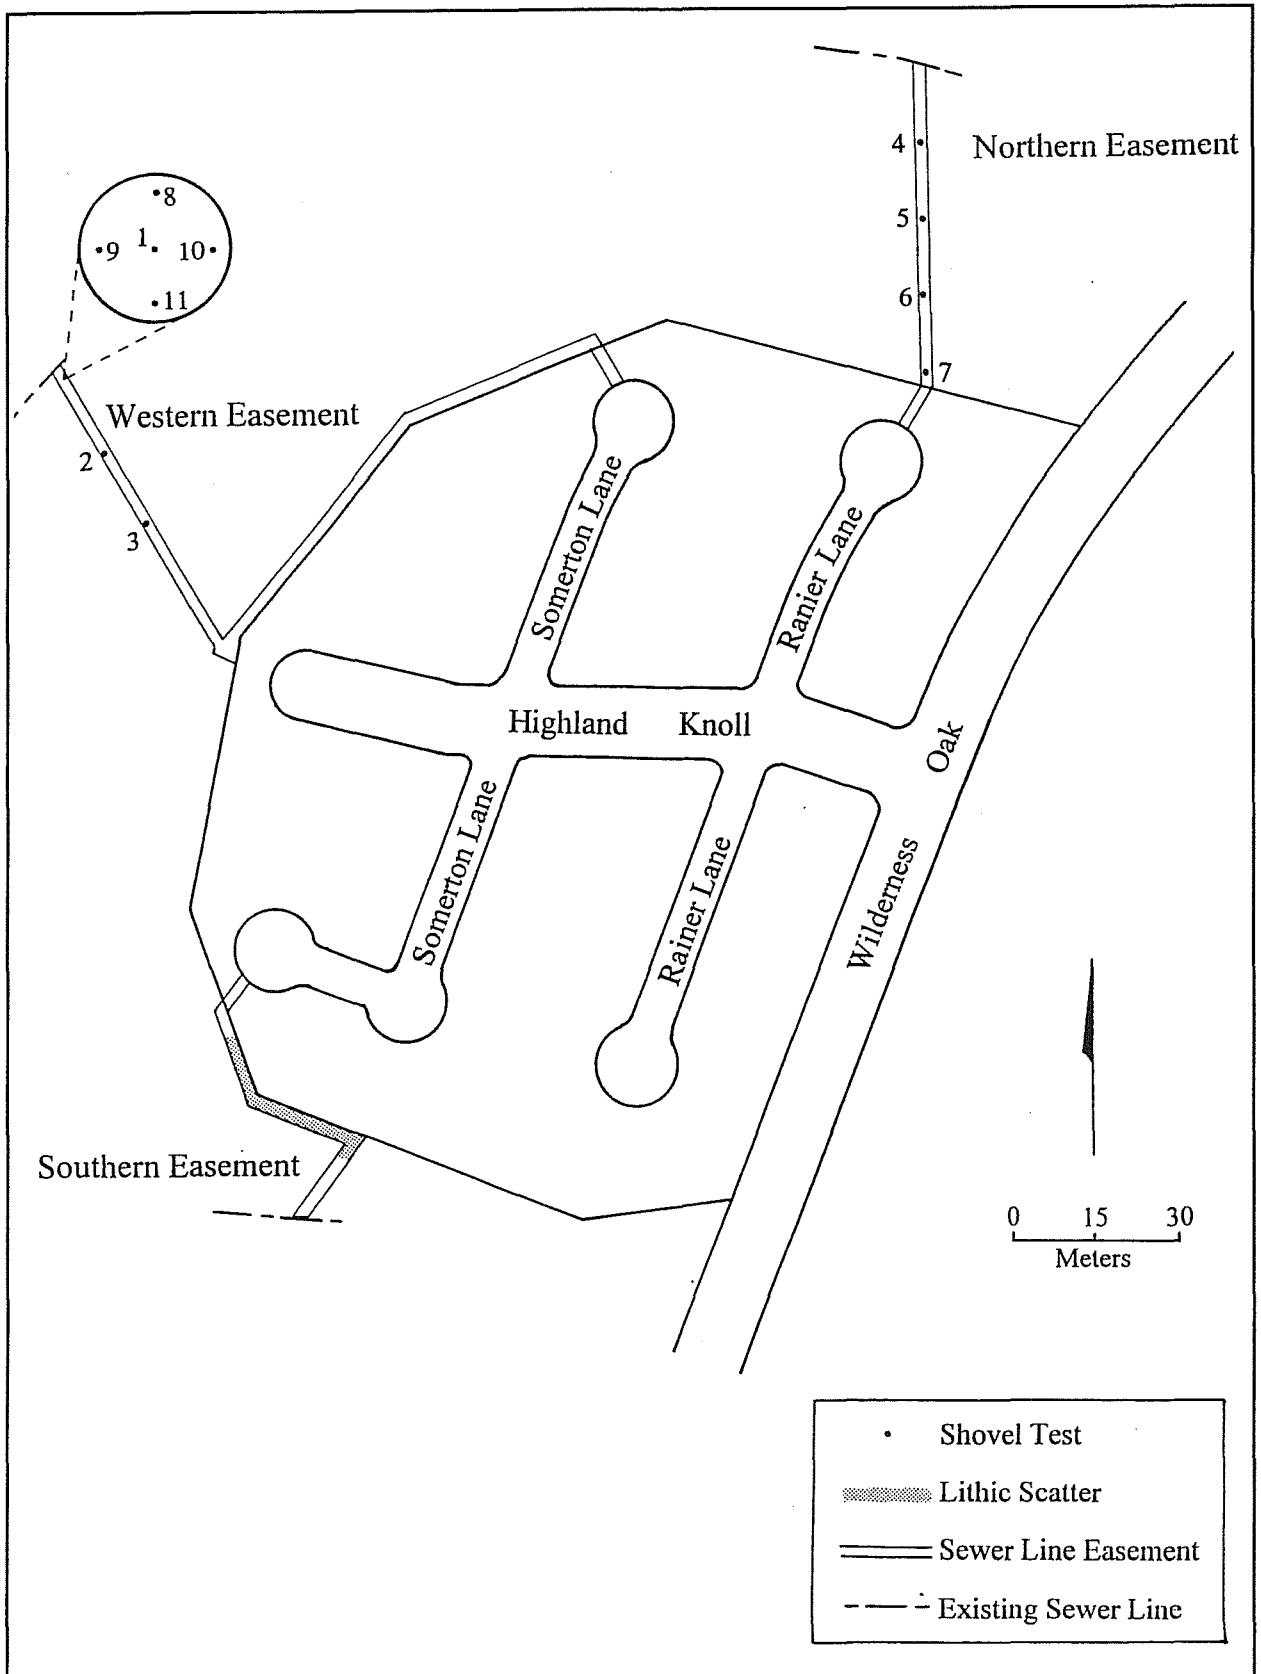 4
Northern Easement
8
1
9
10
5
11
6
7
Western Easement
2
3
Somerton Lane
Ranier Lane
Highland Knoll
Oak
Somerton Lane
Rainer Lane
Wilderness
Southern Easement
0 15 30
Meters
Shovel Test
Lithic Scatter
Sewer Line Easement
Existing Sewer Line